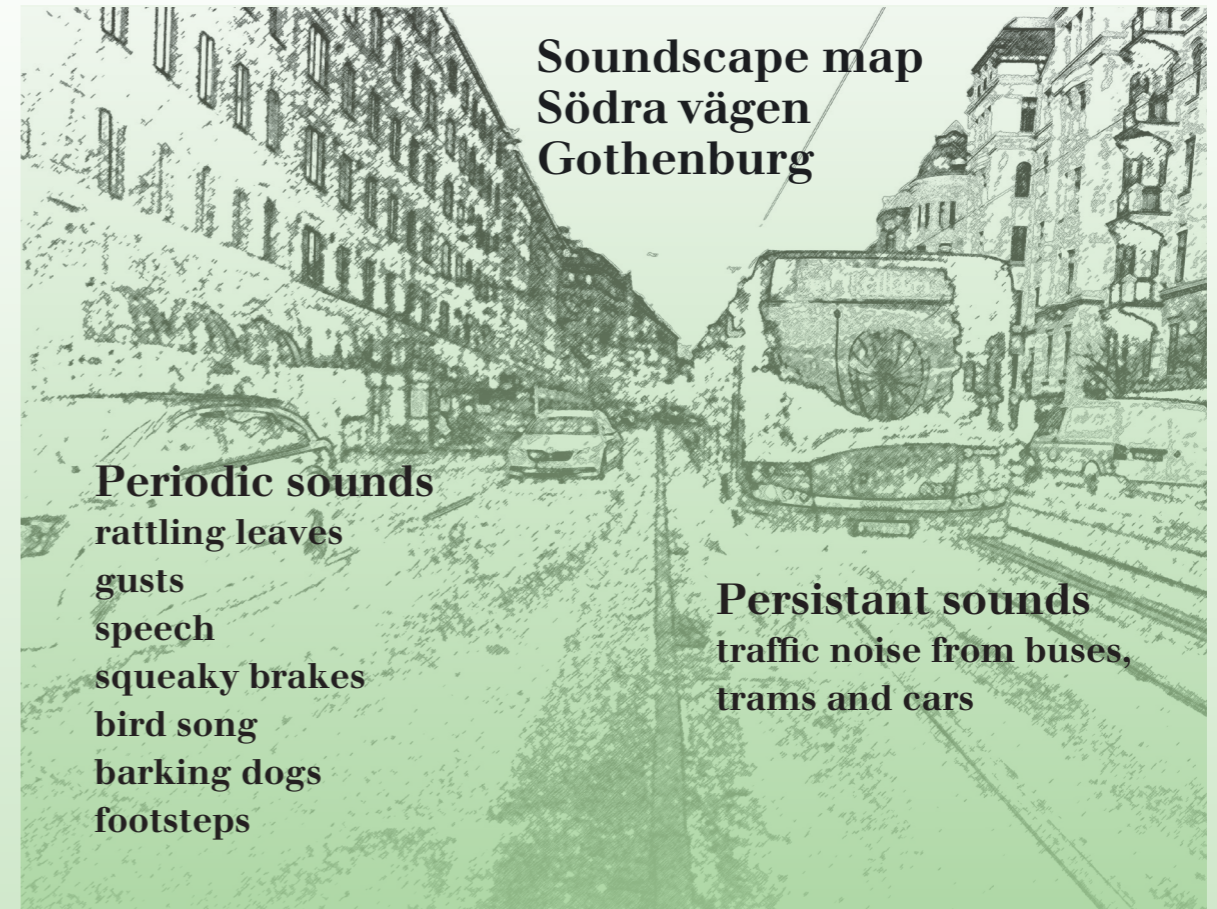 Soundscape map
Södra vägen
Gothenburg
Periodic sounds
rattling leaves
gusts
speech
squeaky brakes
bird song
barking dogs
footsteps
Persistant sounds
traffic noise from buses,
trams and cars